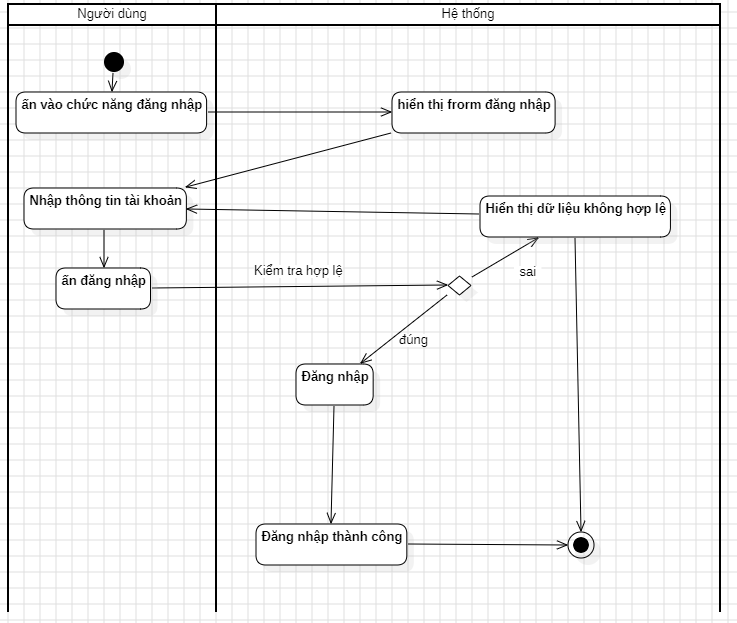 Người dùng
Hệ thống
ấn vào chức năng đăng nhập
hiển thị frorm đăng nhập
Nhập thông tin tài khoản
Hiển thị dữ liệu không hợp lệ
ấn đăng nhập
Kiểm tra hợp lệ
sai
đúng
Đăng nhập
Đăng nhập thành công